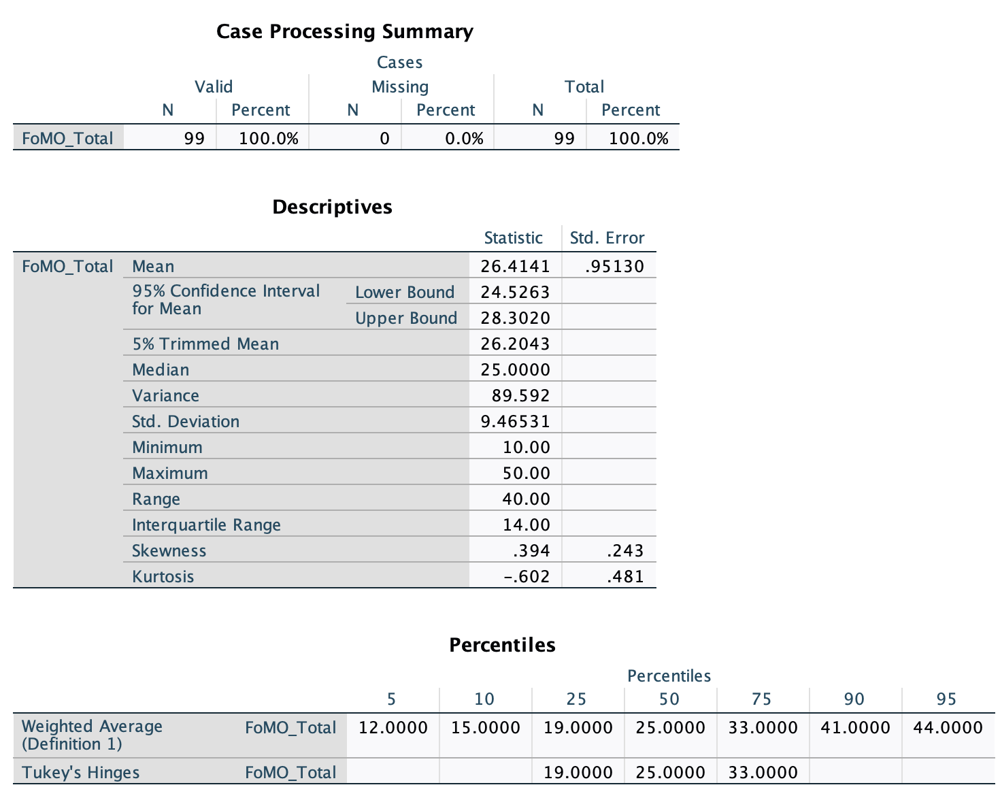 Case Processing Summary
Cases
Valid Missing Total
N Percent N Percent N Percent
FoMO_Total 99 100.0% 0 0.0% 99 100.0%
Descriptives
Statistic Std. Error
FoMO_Total Mean 26.4141 .95130
95% Confidence Interval for Mean Lower Bound 24.5263
Upper Bound 28.3020
5% Trimmed Mean 26.2043
Median 25.0000
Variance 89.592
Std. Deviation 9.46531
Minimum 10.00
Maximum 50.00
Range 40.00
Interquartile Range 14.00
Skewness .394 .243
Kurtosis -.602 .481
Percentiles
Percentiles
5 10 25 50 75 90 95
Weighted Average (Definition 1) FoMO_Total 12.0000 15.0000 19.0000 25.0000 33.0000 41.0000 44.0000
Tukey's Hinges FoMO_Total 19.0000 25.0000 33.0000